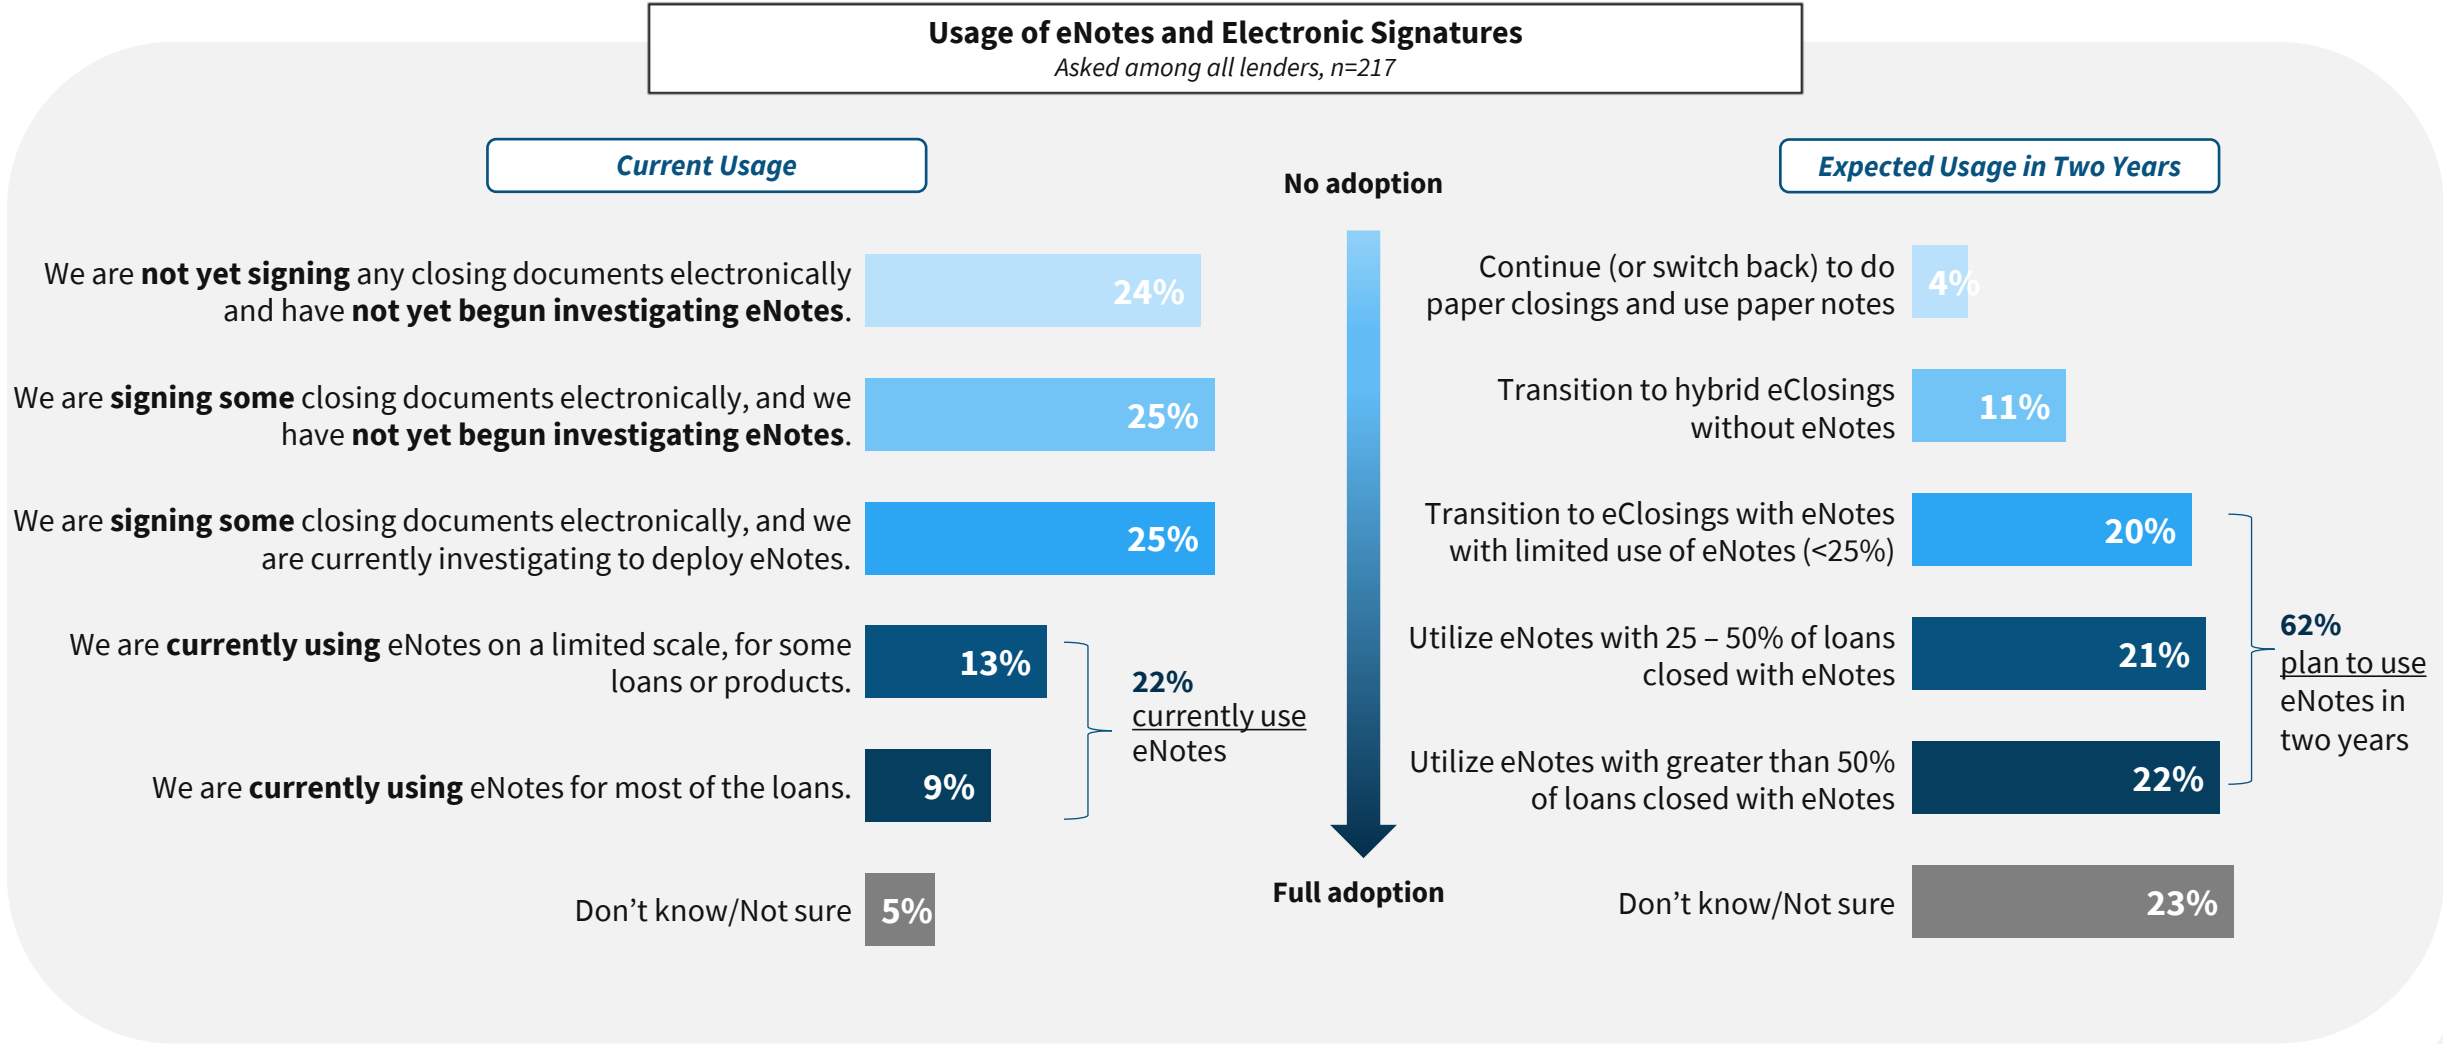 Usage of eNotes and Electronic Signatures
Asked among all lenders, n=217
Current Usage
We are not yet signing any closing documents electronically
and have not yet begun investigating eNotes.
24%
We are signing some closing documents electronically, and we
have not yet begun investigating eNotes.
25%
We are signing some closing documents electronically, and we
are currently investigating to deploy eNotes.
25%
We are currently using eNotes on a limited scale, for some
loans or products.
13%
We are currently using eNotes for most of the loans.
9%
22%
currently use
eNotes
Don’t know/Not sure
5%
No adoption
Full adoption
Expected Usage in Two Years
Continue (or switch back) to do
paper closings and use paper notes
4%
Transition to hybrid eClosings
without eNotes
11%
Transition to eClosings with eNotes
with limited use of eNotes (<25%)
20%
Utilize eNotes with 25 – 50% of loans
closed with eNotes
21%
Utilize eNotes with greater than 50%
of loans closed with eNotes
22%
62%
plan to use
eNotes in
two years
Don’t know/Not sure
23%